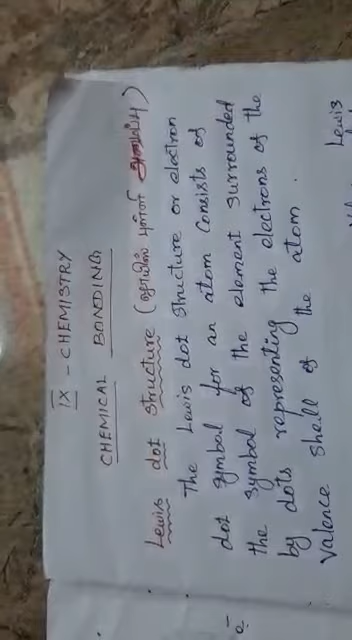 IX - CHEMISTRY
CHEMICAL BONDING
Lewis dot structure (லூயிஸ் புள்ளி அமைப்பு)
The Lewis dot structure or electron
dot symbol for an atom consists of
the symbol of the element surrounded
by dots representing the electrons of the
Valence shell of the atom.
Lewis